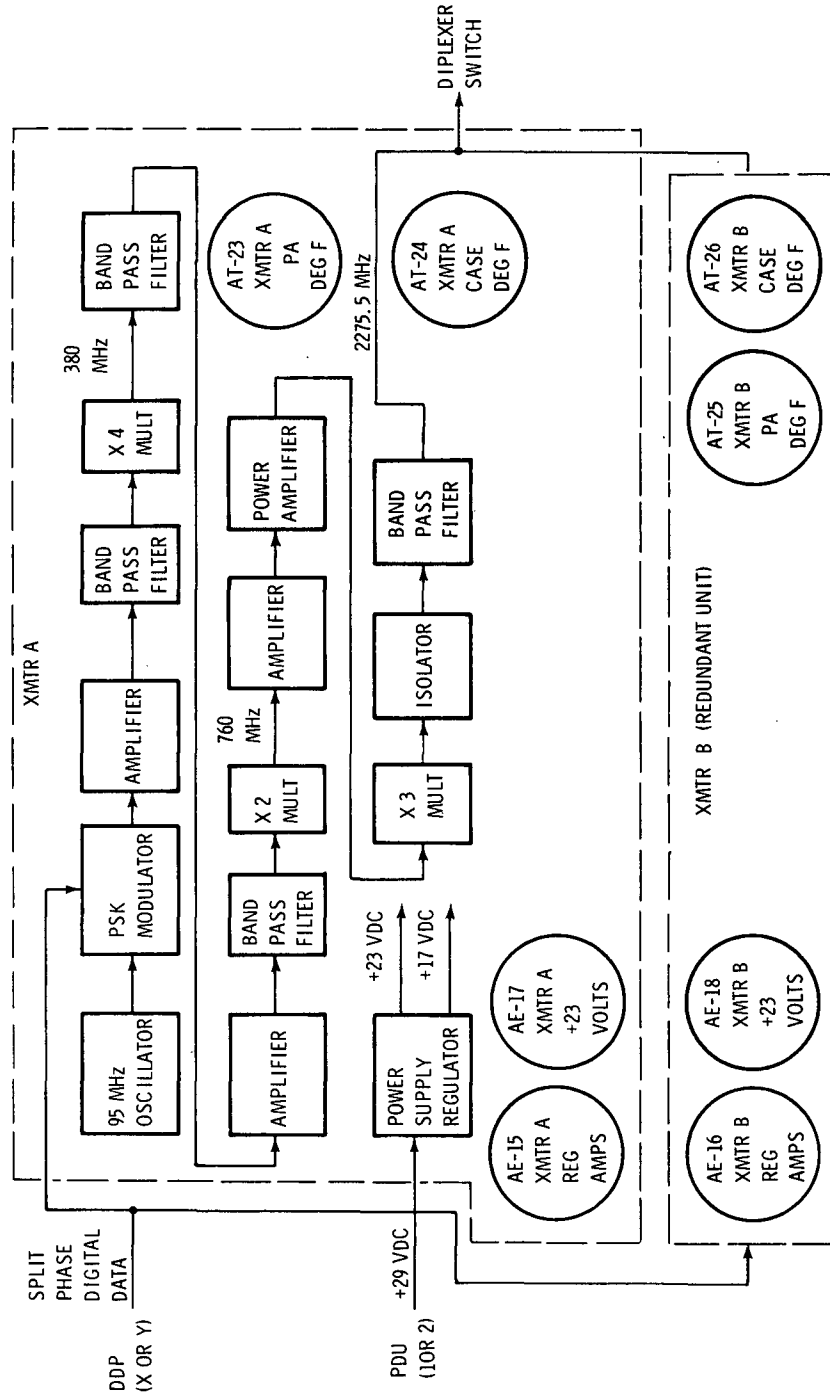 SPLIT
PHASE
DIGITAL
DATA
DDP
(X OR Y)
XMTR A
95 MHz
OSCILLATOR
PSK
MODULATOR
AMPLIFIER
BAND
PASS
FILTER
X 4
MULT
380
MHz
BAND
PASS
FILTER
AMPLIFIER
BAND
PASS
FILTER
X 2
MULT
760
MHz
AMPLIFIER
POWER
AMPLIFIER
AT-23
XMTR A
PA
DEG F
PDU
(1OR 2)
+29 VDC
POWER
SUPPLY
REGULATOR
+23 VDC
+17 VDC
X 3
MULT
ISOLATOR
BAND
PASS
FILTER
2275.5 MHz
AT-24
XMTR A
CASE
DEG F
DIPLEXER
SWITCH
AE-15
XMTR A
REG
AMPS
AE-17
XMTR A
+23
VOLTS
XMTR B (REDUNDANT UNIT)
AE-16
XMTR B
REG
AMPS
AE-18
XMTR B
+23
VOLTS
AT-25
XMTR B
PA
DEG F
AT-26
XMTR B
CASE
DEG F